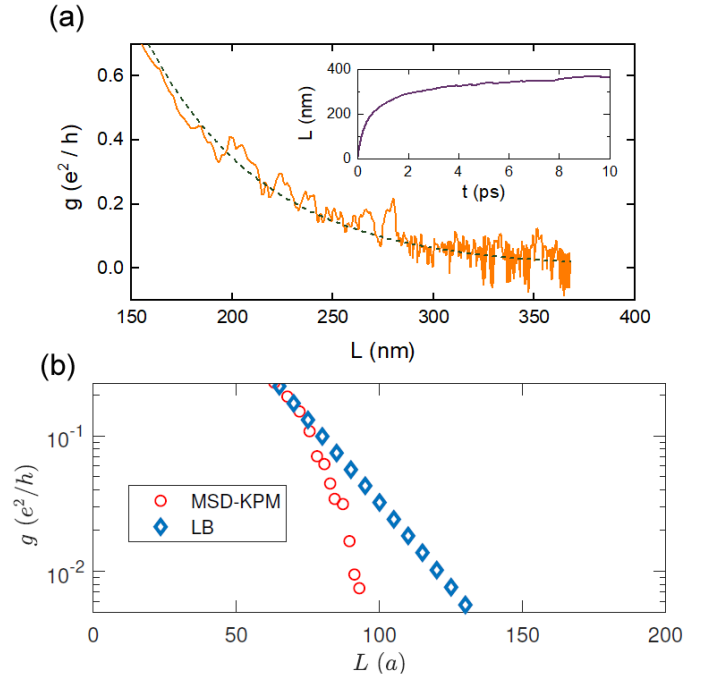 (a)
g (e² / h)
0.6
0.4
0.2
0.0
L (nm)
400
200
0
0 2 4 6 8 10
t (ps)
150 200 250 300 350 400
L (nm)
(b)
g (e²/h)
10⁻¹
10⁻²
MSD-KPM
LB
0 50 100 150 200
L (a)